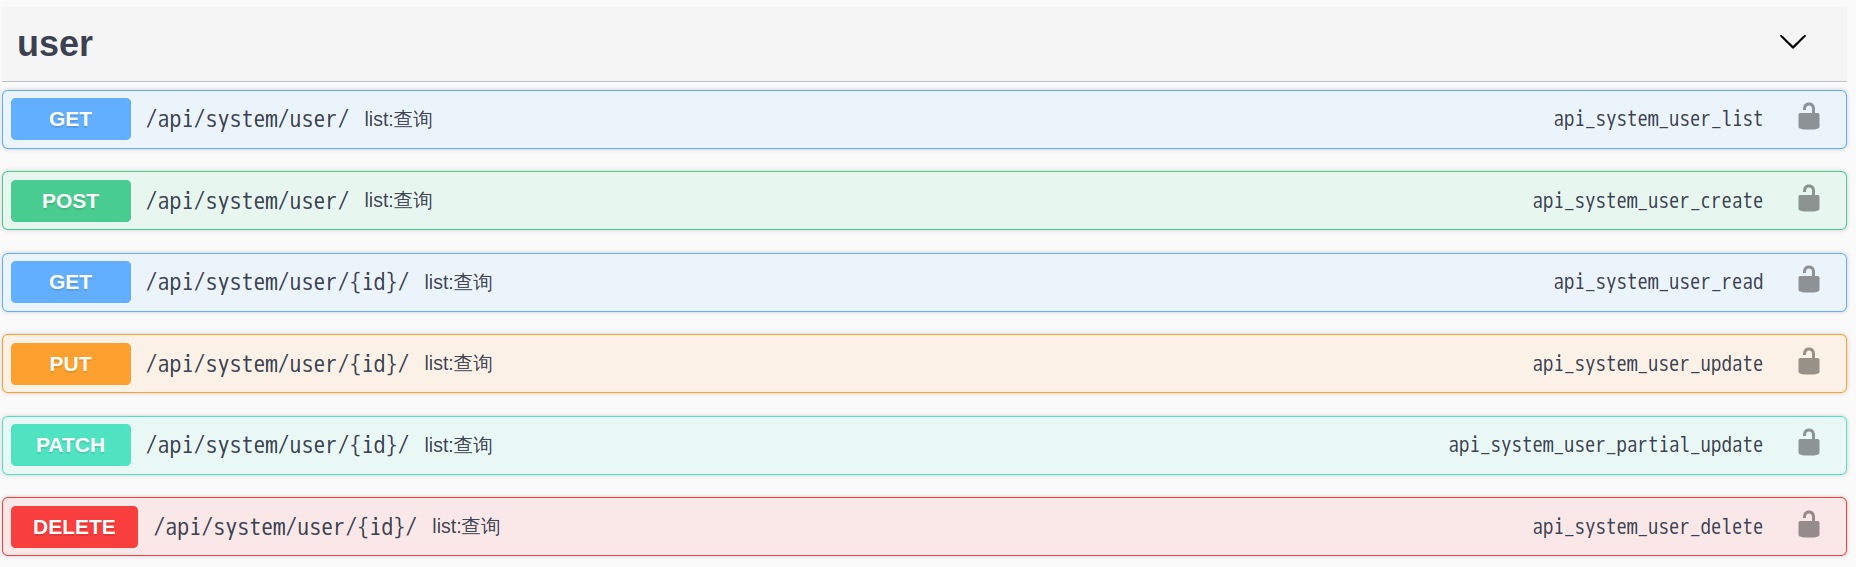 user
GET /api/system/user/ list:查询 api_system_user_list
POST /api/system/user/ list:查询 api_system_user_create
GET /api/system/user/{id}/ list:查询 api_system_user_read
PUT /api/system/user/{id}/ list:查询 api_system_user_update
PATCH /api/system/user/{id}/ list:查询 api_system_user_partial_update
DELETE /api/system/user/{id}/ list:查询 api_system_user_delete